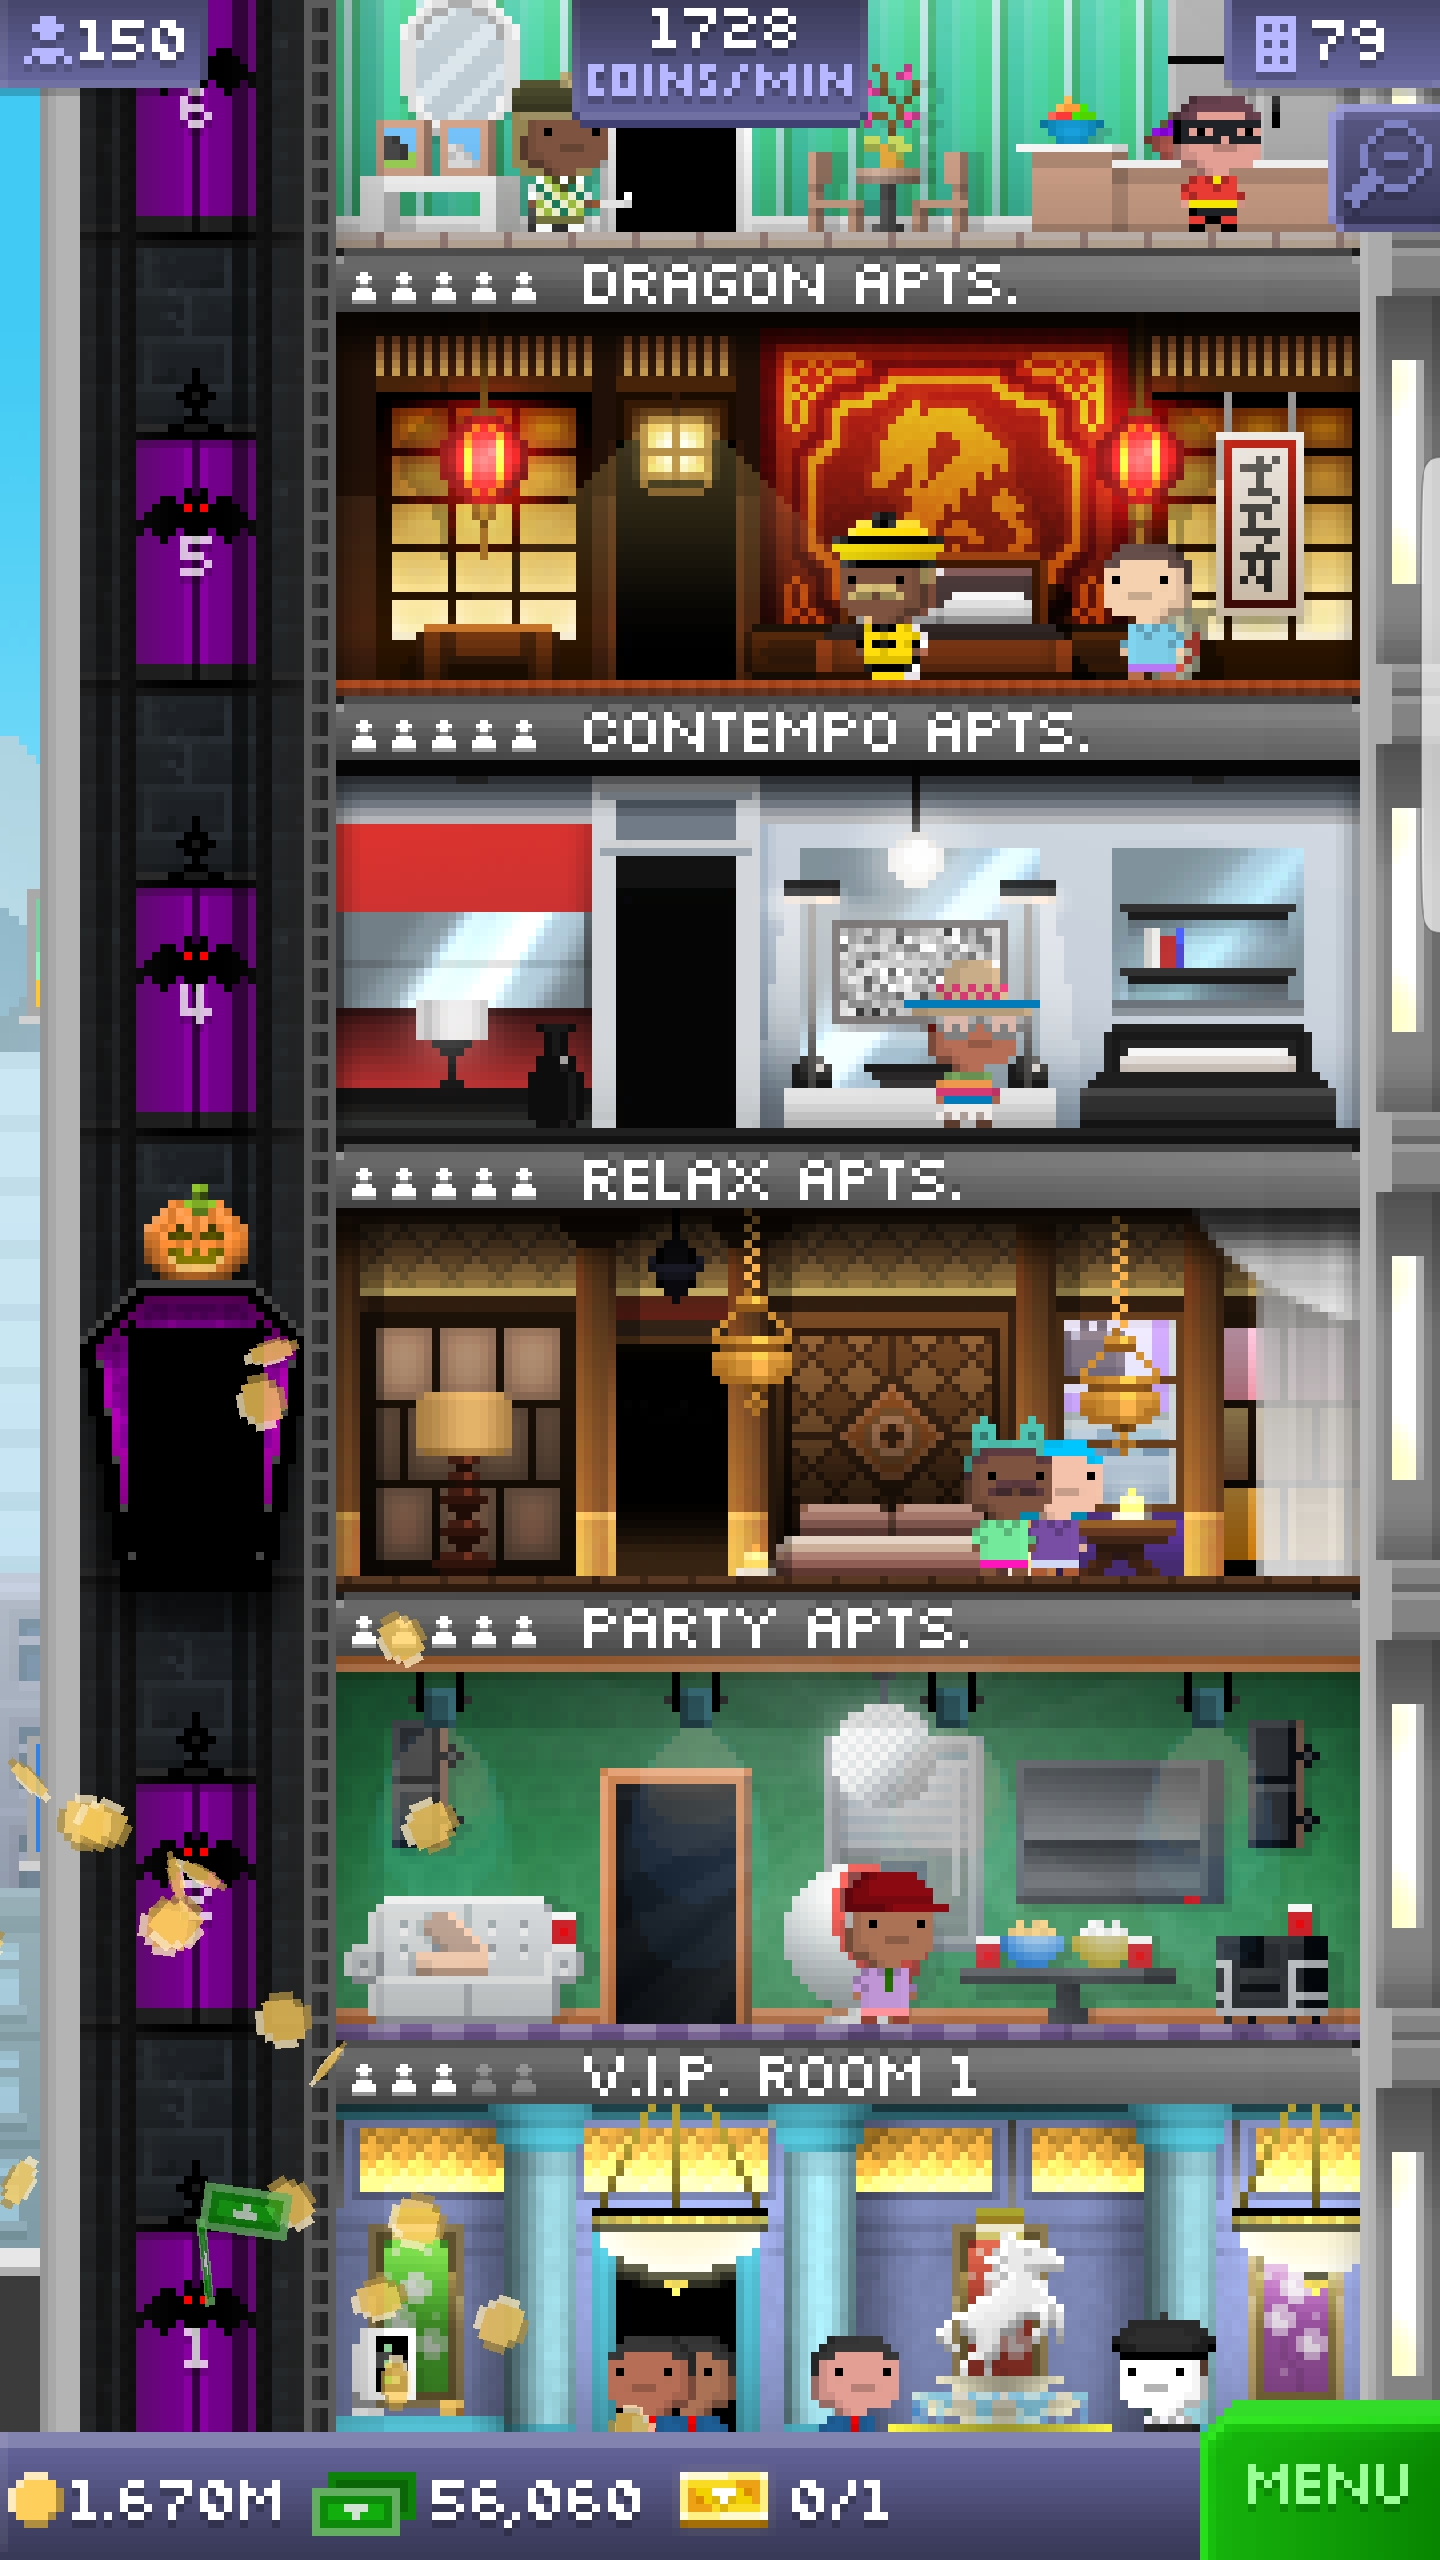 150
1728
COINS/MIN
79
6
DRAGON APTS.
5
CONTEMPO APTS.
4
RELAX APTS.
PARTY APTS.
V.I.P. ROOM 1
1
1.670M
56,060
0/1
MENU